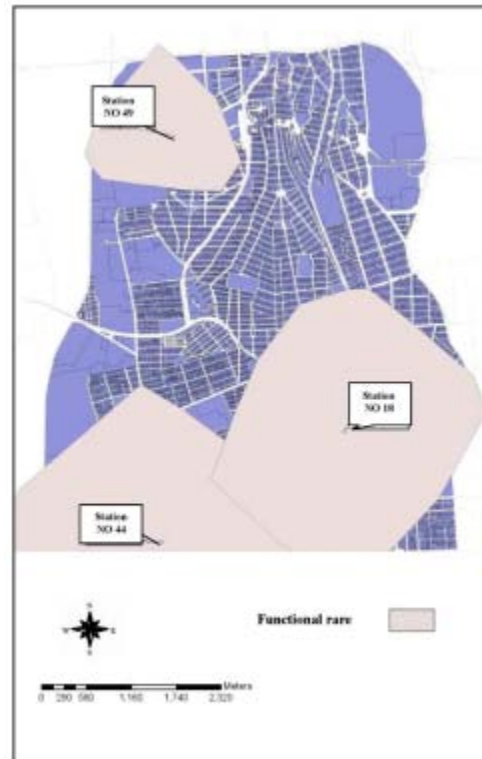 Station
NO 49
Station
NO 18
Station
NO 44
N
W E
S
Functional rare
Meters
0 290 580 1,160 1,740 2,320